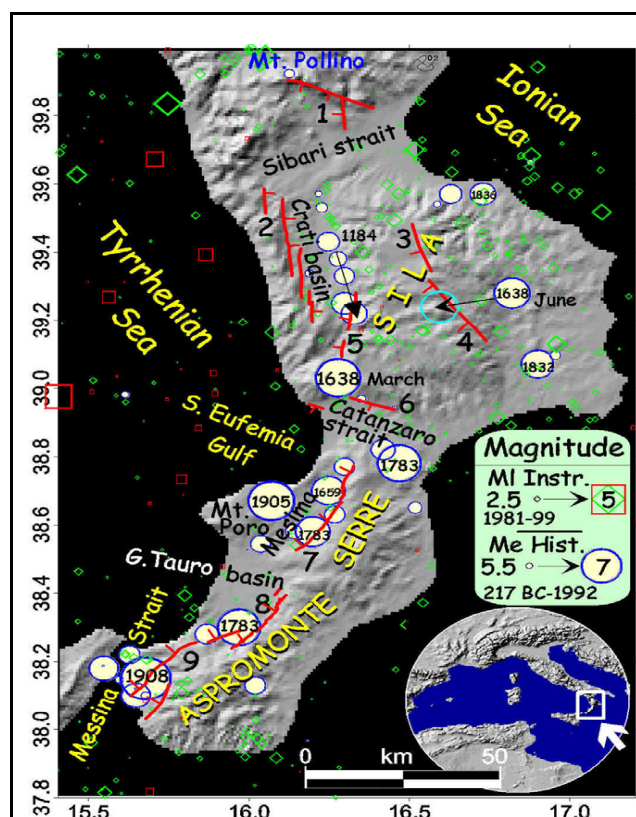 02
Mt. Pollino
Ionian
Sea
39.8
1
Sibari strait
39.6
1836
2
Crati basin
1184
3
39.4
Tyrrhenian
Sea
SILA
1638
June
39.2
5
4
1638
March
1832
39.0
6
S. Eufemia
Gulf
Catanzaro
strait
38.8
1783
Magnitude
Ml Instr.
2.5
5
1981-99
Me Hist.
5.5
7
217 BC-1992
1905
1659
Mt.
Poro
Mesima
1783
SERRE
38.6
7
G.Tauro basin
38.4
8
1783
ASPROMONTE
9
38.2
Messina Strait
1908
38.0
0
km
50
37.8
15.5
16.0
16.5
17.0